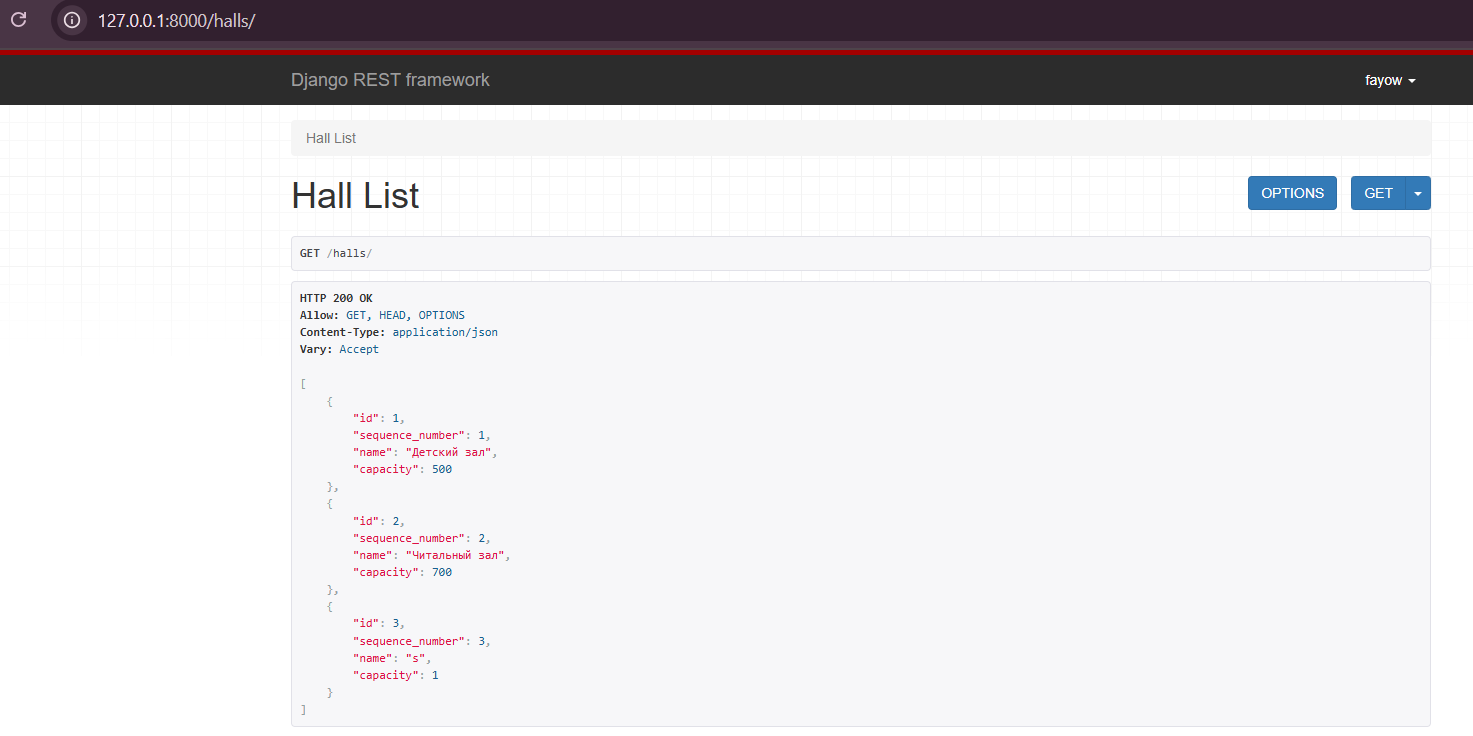 127.0.0.1:8000/halls/
Django REST framework
fayow
Hall List
Hall List
OPTIONS
GET
GET /halls/
HTTP 200 OK
Allow: GET, HEAD, OPTIONS
Content-Type: application/json
Vary: Accept
[
    {
        "id": 1,
        "sequence_number": 1,
        "name": "Детский зал",
        "capacity": 500
    },
    {
        "id": 2,
        "sequence_number": 2,
        "name": "Читальный зал",
        "capacity": 700
    },
    {
        "id": 3,
        "sequence_number": 3,
        "name": "s",
        "capacity": 1
    }
]